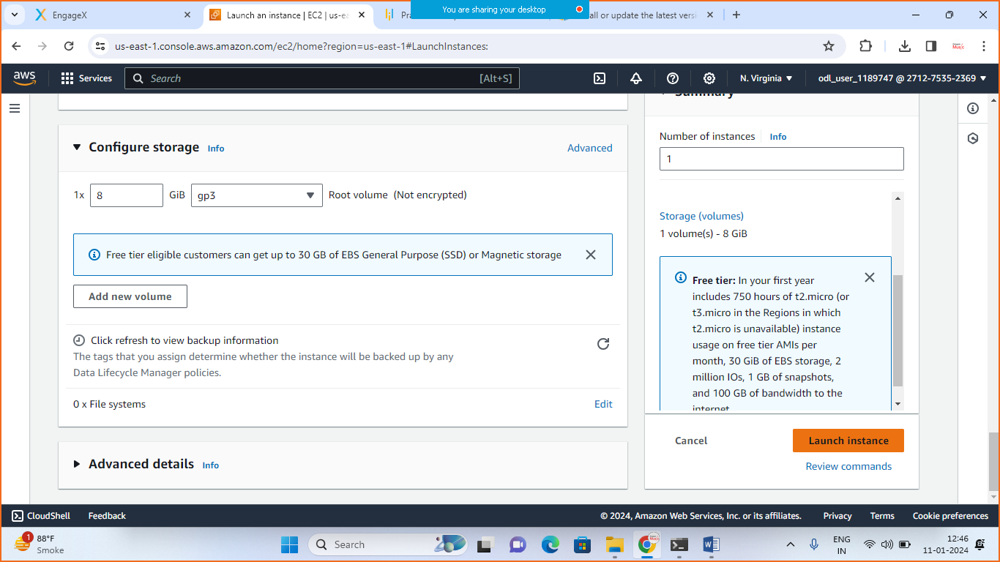 EngageX
Launch an instance | EC2 | us-ea
Pra
You are sharing your desktop
all or update the latest versi
us-east-1.console.aws.amazon.com/ec2/home?region=us-east-1#LaunchInstances:
aws
Services
Search
[Alt+S]
N. Virginia
odl_user_1189747 @ 2712-7535-2369
Configure storage
Info
Advanced
1x
8
GiB
gp3
Root volume (Not encrypted)
Free tier eligible customers can get up to 30 GB of EBS General Purpose (SSD) or Magnetic storage
Add new volume
Click refresh to view backup information
The tags that you assign determine whether the instance will be backed up by any
Data Lifecycle Manager policies.
0 x File systems
Edit
Advanced details
Info
Summary
Number of instances
Info
1
Storage (volumes)
1 volume(s) - 8 GiB
Free tier: In your first year
includes 750 hours of t2.micro (or
t3.micro in the Regions in which
t2.micro is unavailable) instance
usage on free tier AMIs per
month, 30 GiB of EBS storage, 2
million IOs, 1 GB of snapshots,
and 100 GB of bandwidth to the
internet
Cancel
Launch instance
Review commands
CloudShell
Feedback
© 2024, Amazon Web Services, Inc. or its affiliates.
Privacy
Terms
Cookie preferences
1
88°F
Smoke
Search
ENG
IN
12:46
11-01-2024